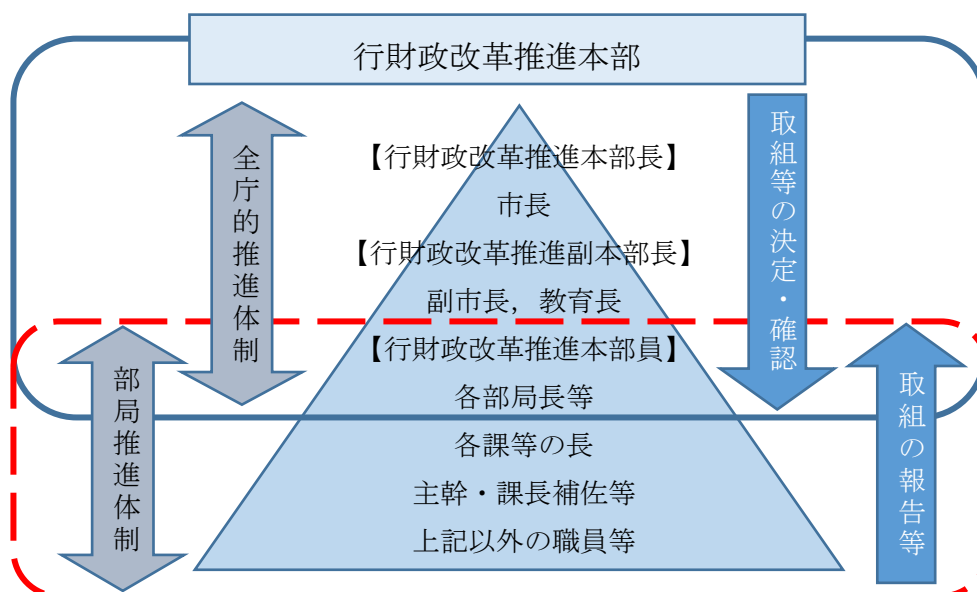 行財政改革推進本部
全庁的推進体制
【行財政改革推進本部長】
市長
【行財政改革推進副本部長】
副市長，教育長
【行財政改革推進本部員】
各部局長等
各課等の長
主幹・課長補佐等
上記以外の職員等
取組等の決定・確認
部局推進体制
取組の報告等